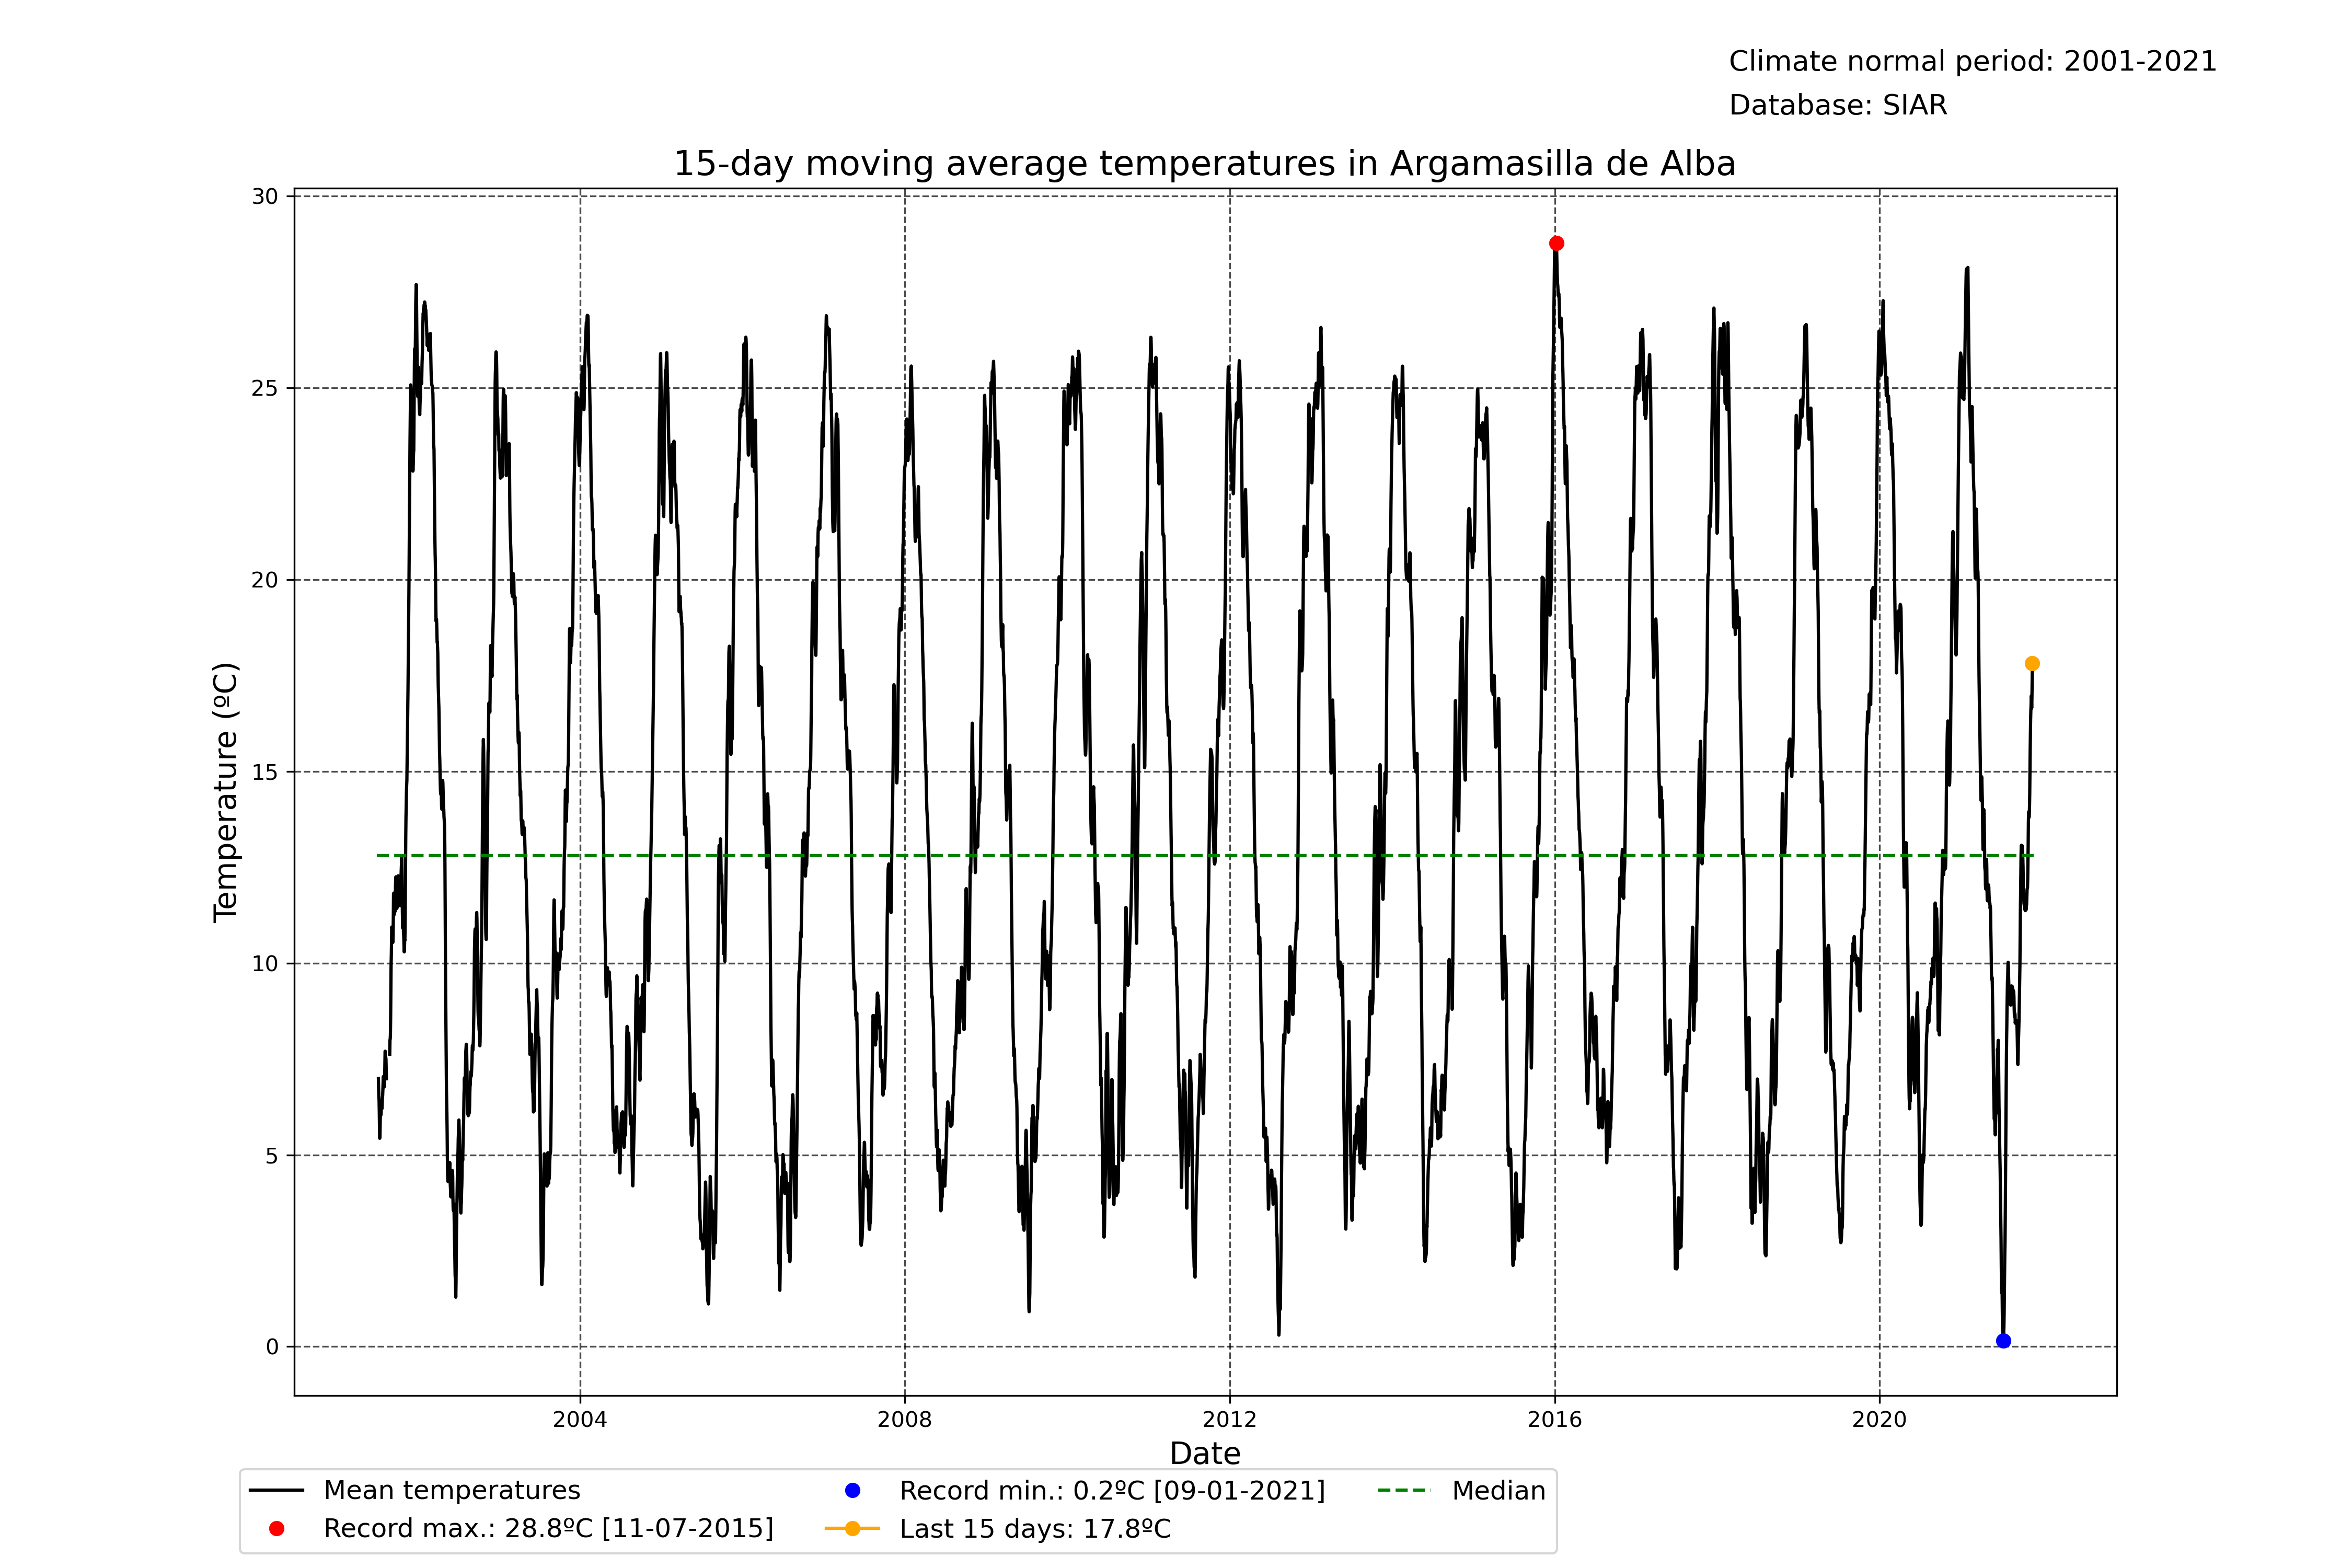 Climate normal period: 2001-2021
Database: SIAR
15-day moving average temperatures in Argamasilla de Alba
30
25
20
15
10
5
0
Temperature (ºC)
2004 2008 2012 2016 2020
Date
Mean temperatures
Record max.: 28.8ºC [11-07-2015]
Record min.: 0.2ºC [09-01-2021]
Last 15 days: 17.8ºC
Median